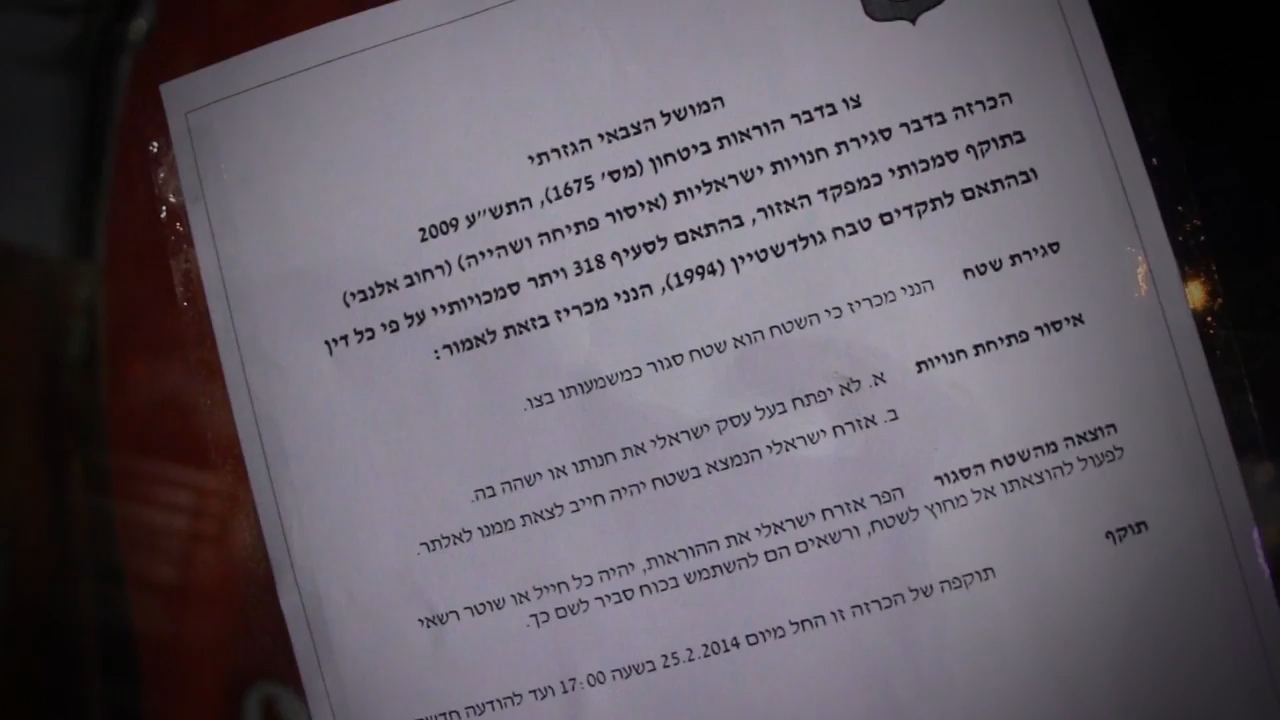 המושל הצבאי הגזרתי
צו בדבר הוראות ביטחון (מס׳ 1675), התש״ע 2009
הכרזה בדבר סגירת חנויות ישראליות (איסור פתיחה ושהייה) (רחוב אלנבי)
בתוקף סמכותי כמפקד האזור, בהתאם לסעיף 318 ויתר סמכויותיי על פי כל דין
ובהתאם לתקדים טבח גולדשטיין (1994), הנני מכריז בזאת לאמור:
סגירת שטח הנני מכריז כי השטח הוא שטח סגור כמשמעותו בצו.
איסור פתיחת חנויות א. לא יפתח בעל עסק ישראלי את חנותו או ישהה בה.
ב. אזרח ישראלי הנמצא בשטח יהיה חייב לצאת ממנו לאלתר.
הוצאה מהשטח הסגור הפר אזרח ישראלי את ההוראות, יהיה כל חייל או שוטר רשאי
לפעול להוצאתו אל מחוץ לשטח, ורשאים הם להשתמש בכוח סביר לשם כך.
תוקף תוקפה של הכרזה זו החל מיום 25.2.2014 בשעה 17:00 ועד להודעה חדשה